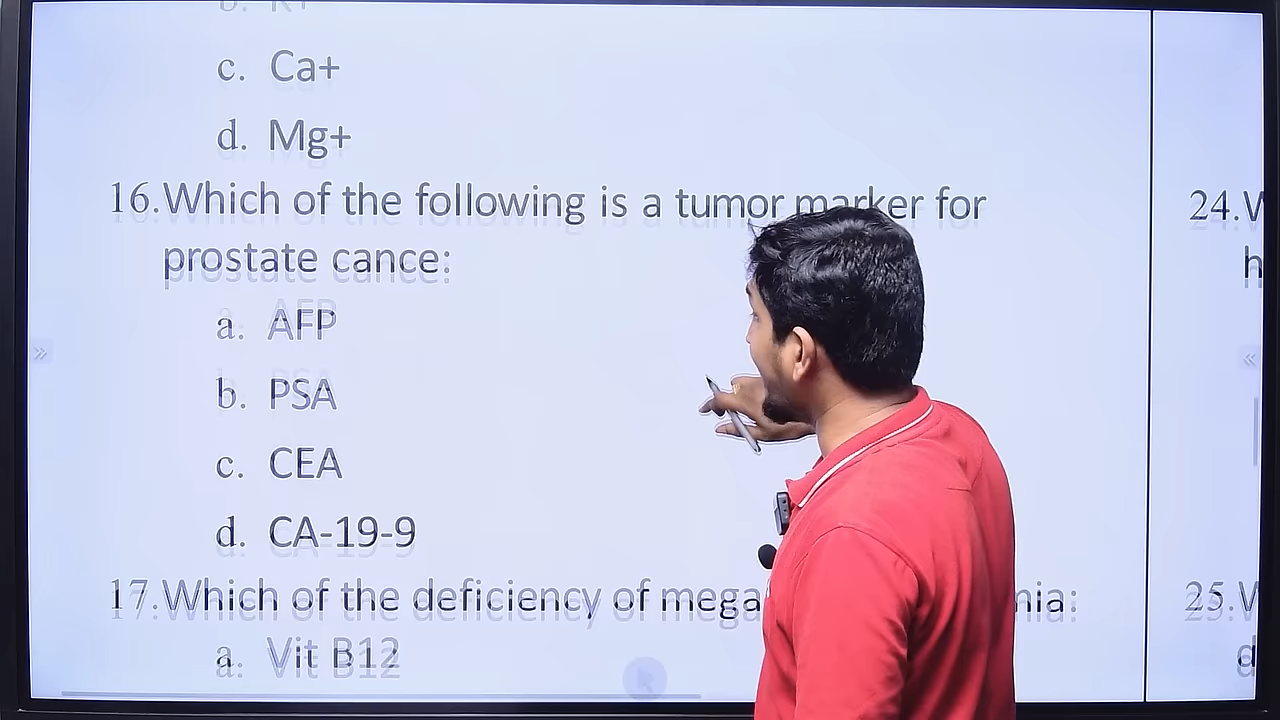 c. Ca+
d. Mg+
16.Which of the following is a tumor marker for
prostate cance:
a. AFP
b. PSA
c. CEA
d. CA-19-9
17.Which of the deficiency of
a. Vit B12
24.
25.